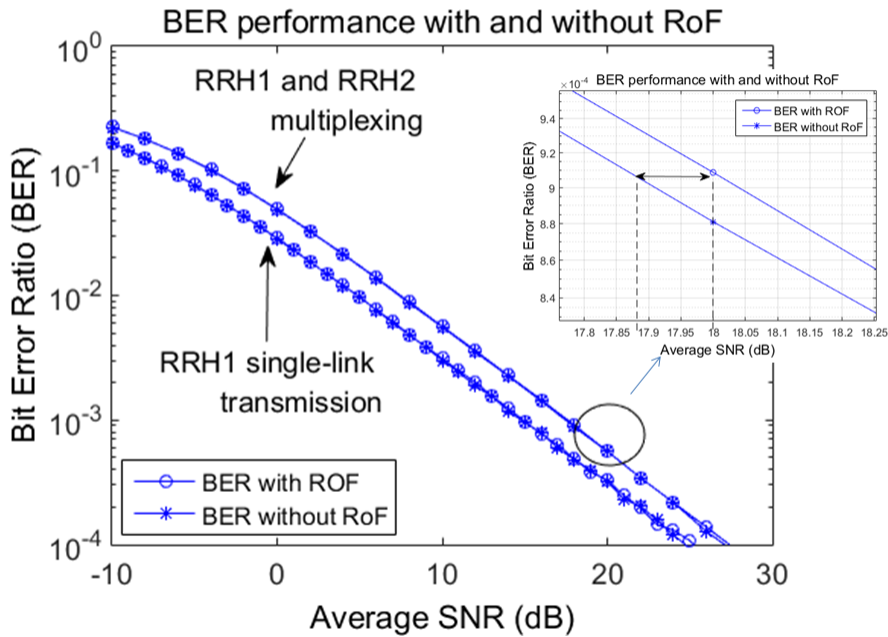 BER performance with and without RoF
10^0
10^-1
10^-2
10^-3
10^-4
Bit Error Ratio (BER)
-10
0
10
20
30
Average SNR (dB)
RRH1 and RRH2
multiplexing
RRH1 single-link
transmission
BER with ROF
BER without RoF
×10^-4
BER performance with and without RoF
BER with ROF
BER without RoF
9.4
9.2
9
8.8
8.6
8.4
Bit Error Ratio (BER)
17.8
17.85
17.9
17.95
18
18.05
18.1
18.15
18.2
18.25
Average SNR (dB)